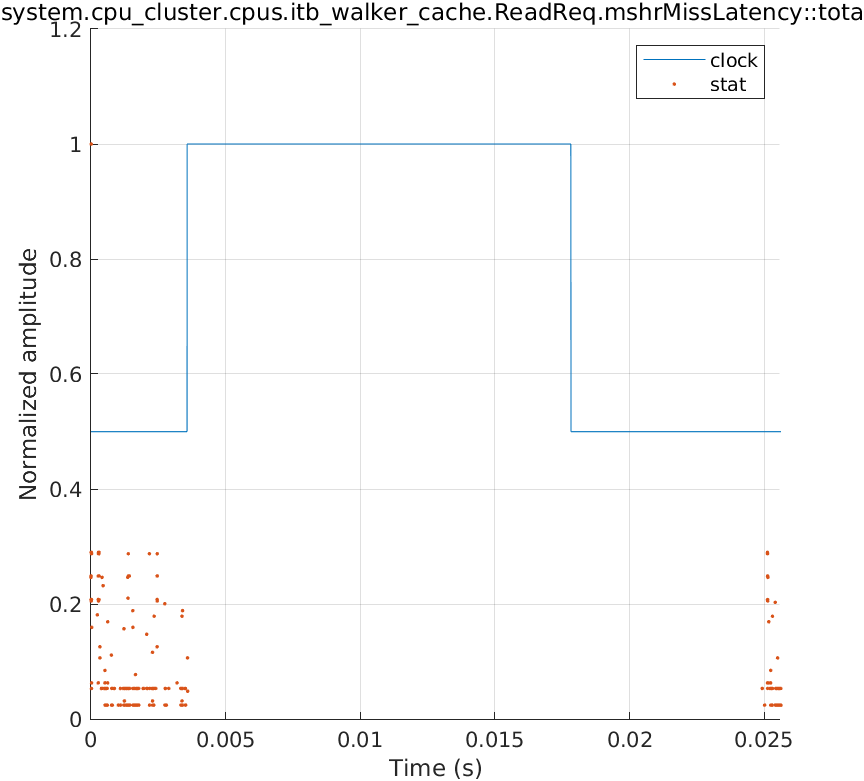 system.cpu_cluster.cpus.itb_walker_cache.ReadReq.mshrMissLatency::tota
1.2
clock
stat
1
0.8
0.6
0.4
0.2
0
Normalized amplitude
0 0.005 0.01 0.015 0.02 0.025
Time (s)